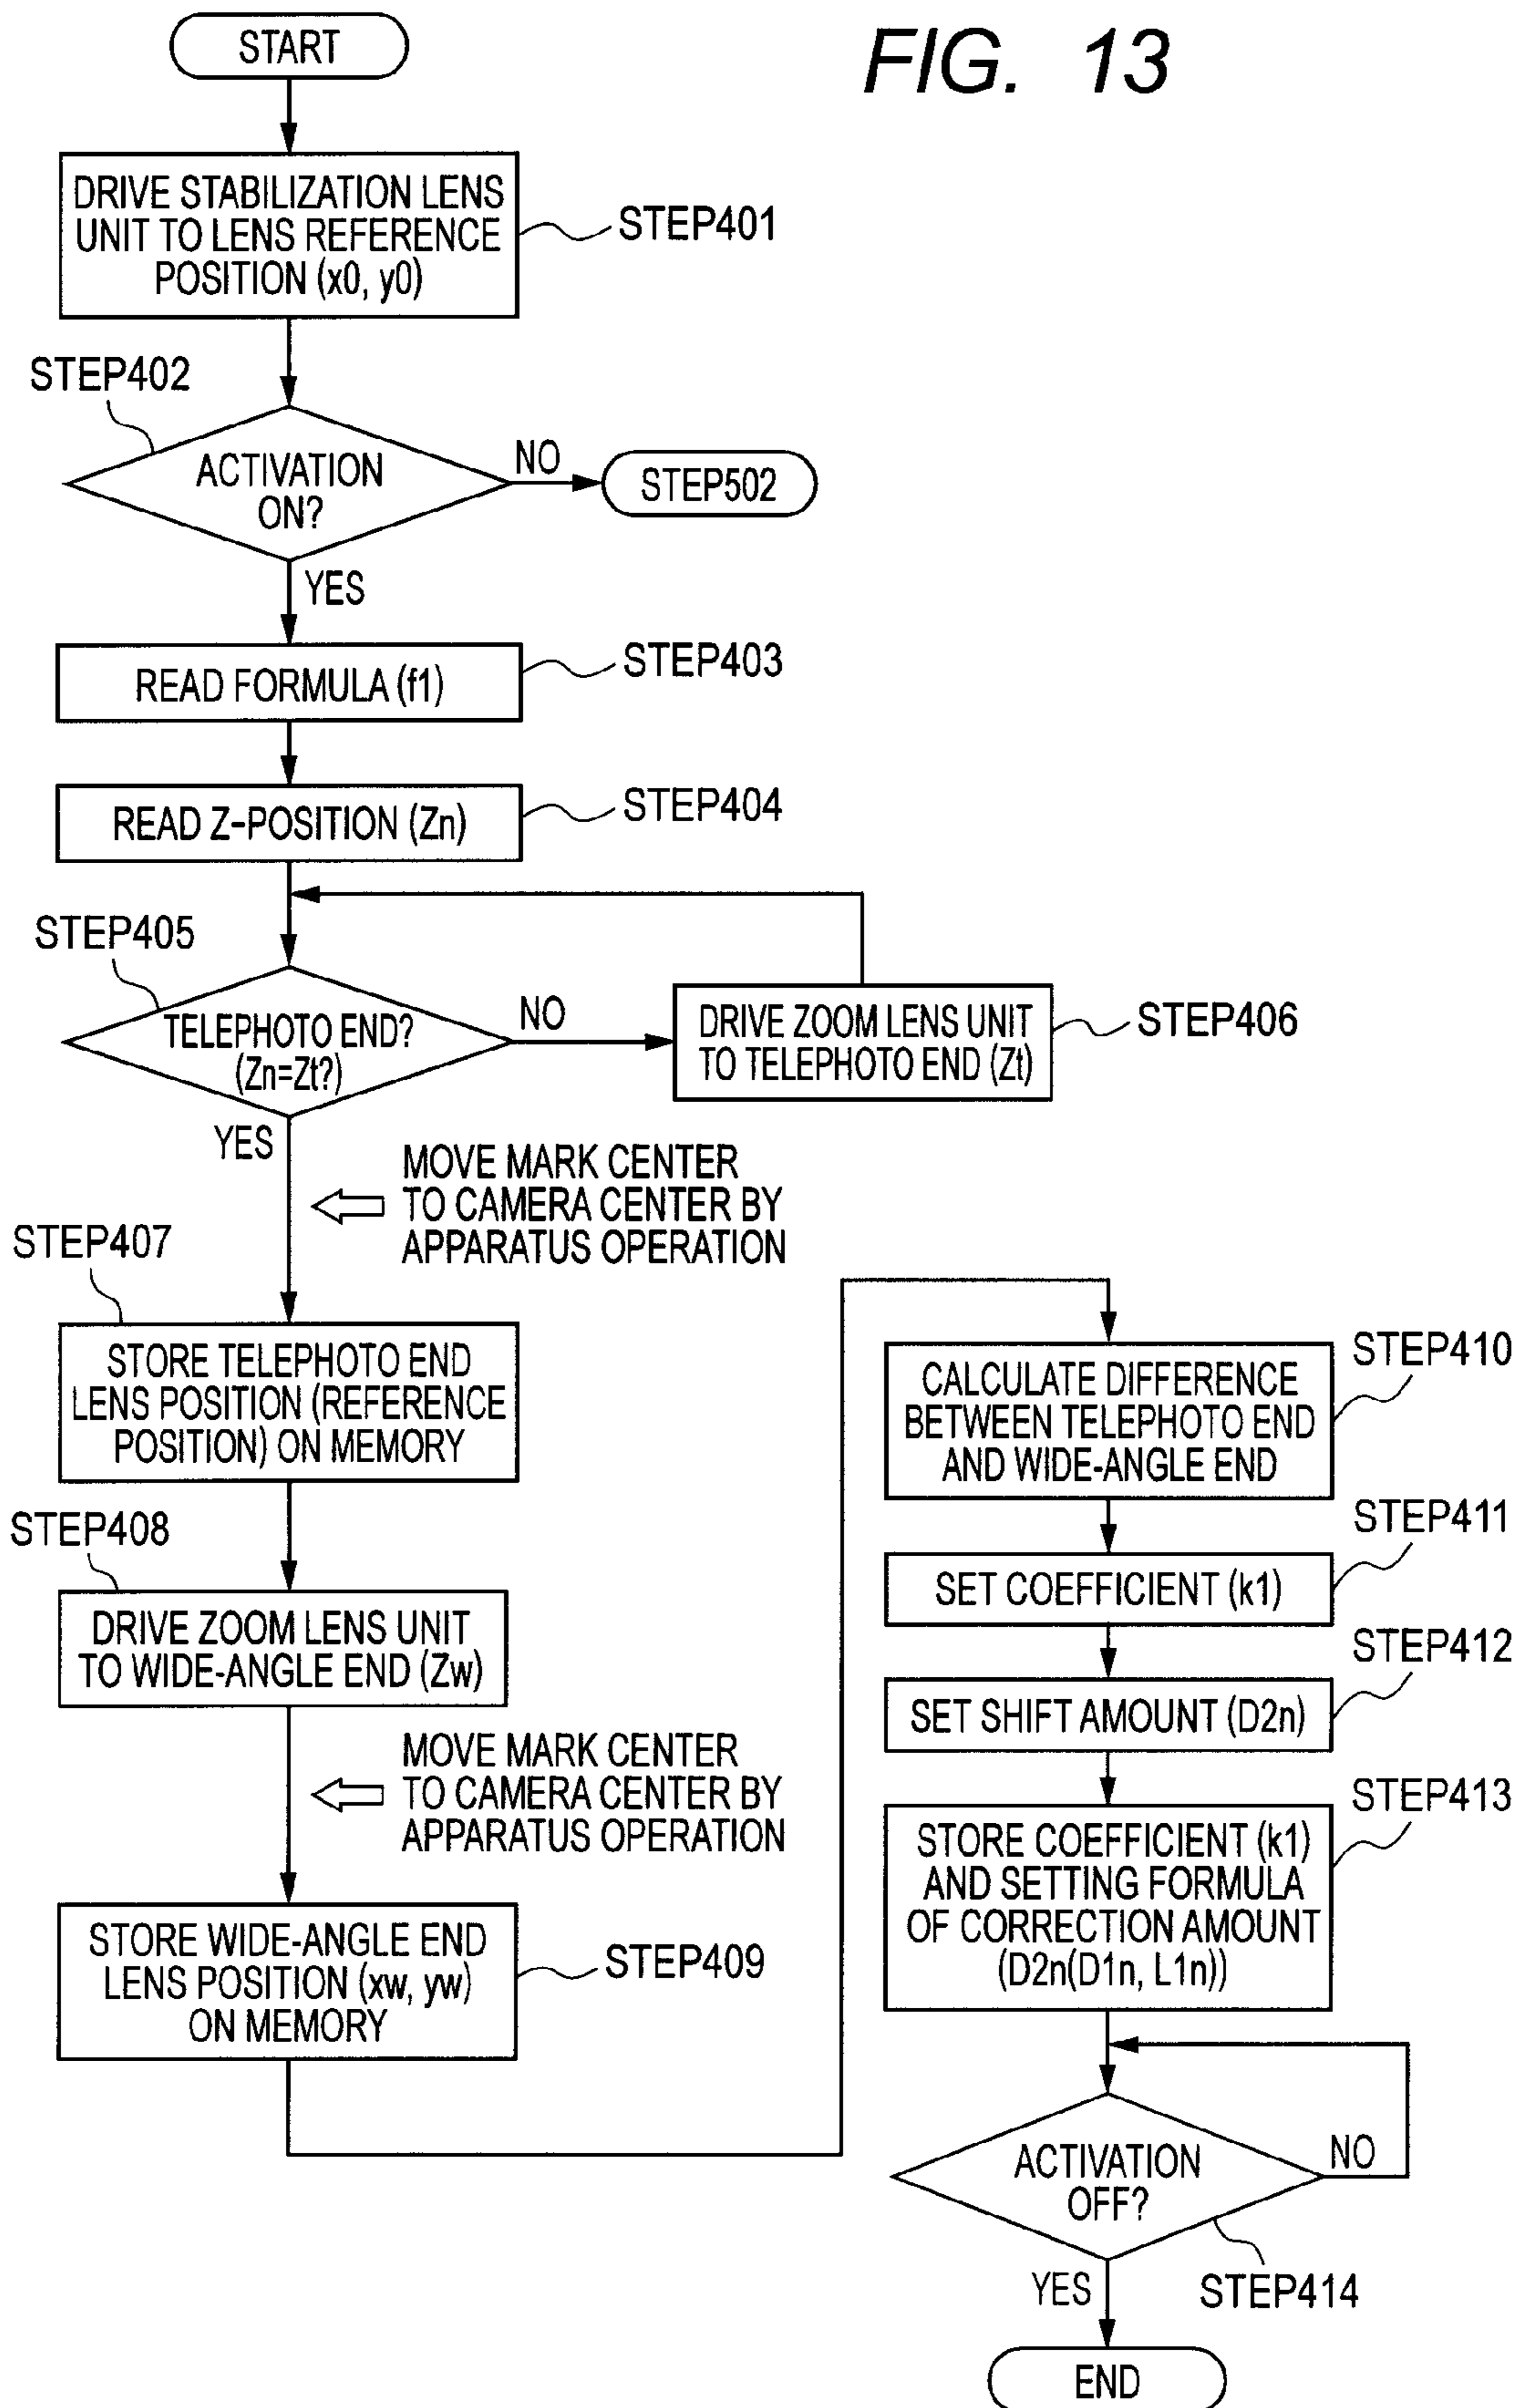 FIG. 13
START
DRIVE STABILIZATION LENS
UNIT TO LENS REFERENCE
POSITION (x0, y0)
STEP401
STEP402
ACTIVATION
ON?
NO
STEP502
YES
READ FORMULA (f1)
STEP403
READ Z-POSITION (Zn)
STEP404
STEP405
TELEPHOTO END?
(Zn=Zt?)
NO
DRIVE ZOOM LENS UNIT
TO TELEPHOTO END (Zt)
STEP406
YES
MOVE MARK CENTER
TO CAMERA CENTER BY
APPARATUS OPERATION
STEP407
STORE TELEPHOTO END
LENS POSITION (REFERENCE
POSITION) ON MEMORY
STEP408
DRIVE ZOOM LENS UNIT
TO WIDE-ANGLE END (Zw)
MOVE MARK CENTER
TO CAMERA CENTER BY
APPARATUS OPERATION
STORE WIDE-ANGLE END
LENS POSITION (xw, yw)
ON MEMORY
STEP409
CALCULATE DIFFERENCE
BETWEEN TELEPHOTO END
AND WIDE-ANGLE END
STEP410
SET COEFFICIENT (k1)
STEP411
SET SHIFT AMOUNT (D2n)
STEP412
STORE COEFFICIENT (k1)
AND SETTING FORMULA
OF CORRECTION AMOUNT
(D2n(D1n, L1n))
STEP413
ACTIVATION
OFF?
NO
YES
STEP414
END